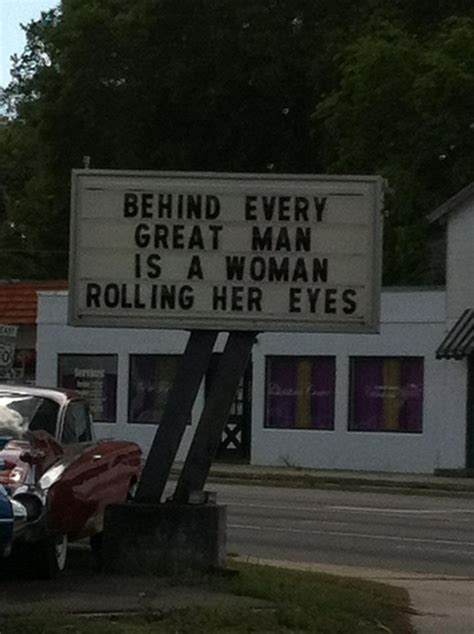 BEHIND EVERY
GREAT MAN
IS A WOMAN
ROLLING HER EYES